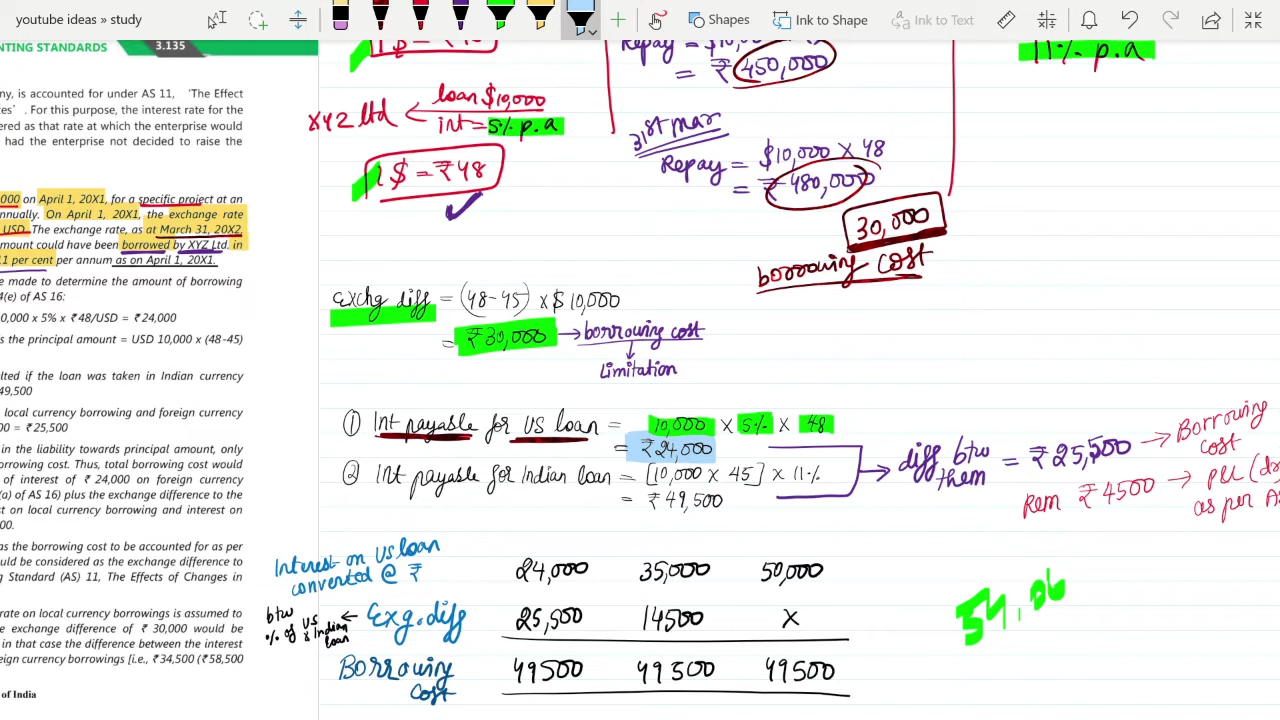 youtube ideas » study
Shapes
Ink to Shape
Ink to Text
NTING STANDARDS
3.135
ny, is accounted for under AS 11, 'The Effect
tes'. For this purpose, the interest rate for the
ered as that rate at which the enterprise would
had the enterprise not decided to raise the
000 on April 1, 20X1, for a specific project at an
nnually. On April 1, 20X1, the exchange rate
USD. The exchange rate, as at March 31, 20X2
mount could have been borrowed by XYZ Ltd. in
11 per cent per annum as on April 1, 20X1.
e made to determine the amount of borrowing
4(e) of AS 16:
0,000 x 5% x ₹ 48/USD = ₹ 24,000
s the principal amount = USD 10,000 x (48-45)
lted if the loan was taken in Indian currency
49,500
local currency borrowing and foreign currency
00 = ₹ 25,500
in the liability towards principal amount, only
orrowing cost. Thus, total borrowing cost would
of interest of ₹ 24,000 on foreign currency
(a) of AS 16) plus the exchange difference to the
st on local currency borrowing and interest on
00.
as the borrowing cost to be accounted for as per
uld be considered as the exchange difference to
g Standard (AS) 11, The Effects of Changes in
rate on local currency borrowings is assumed to
e exchange difference of ₹ 30,000 would be
in that case the difference between the interest
reign currency borrowings [i.e., ₹ 34,500 (₹ 58,500
s of India
XYZ Ltd
loan $10,000
int = 5% p.a
1 $ = ₹48
Repay = $10,0
= ₹ 450,000
31st mar
Repay = $10,000 × 48
= ₹ 480,000
30,000
borrowing cost
11% p.a
Exchg diff = (48-45) × $ 10,000
= ₹30,000 → borrowing cost
Limitation
① Int payable for US loan = 10,000 × 5% × 48
= ₹24,000
② Int payable for Indian loan = [10,000 × 45] × 11%
= ₹ 49,500
diff btw them = ₹25,500 → Borrowing cost
Rem ₹4500 → P&L
as per A
Interest on US loan converted @ ₹ 24,000 35,000 50,000
btw % of US & Indian loan ← Exg. diff 25,500 14500 ×
Borrowing cost 49500 49500 49500
54.06